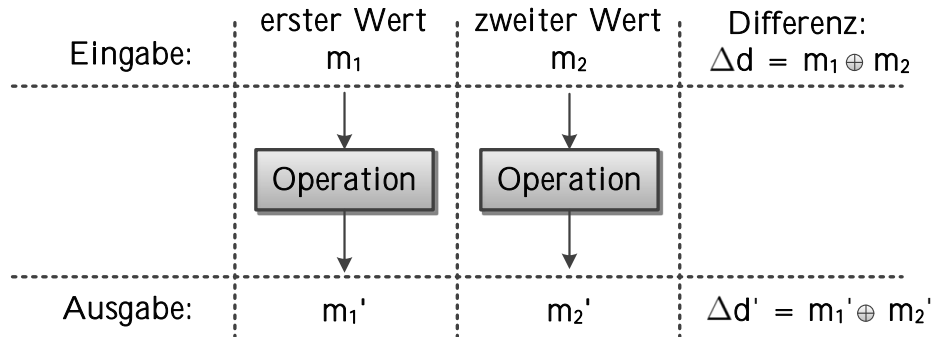 erster Wert zweiter Wert Differenz:
Eingabe: m₁ m₂ Δd = m₁ ⊕ m₂
Operation Operation
Ausgabe: m₁' m₂' Δd' = m₁' ⊕ m₂'